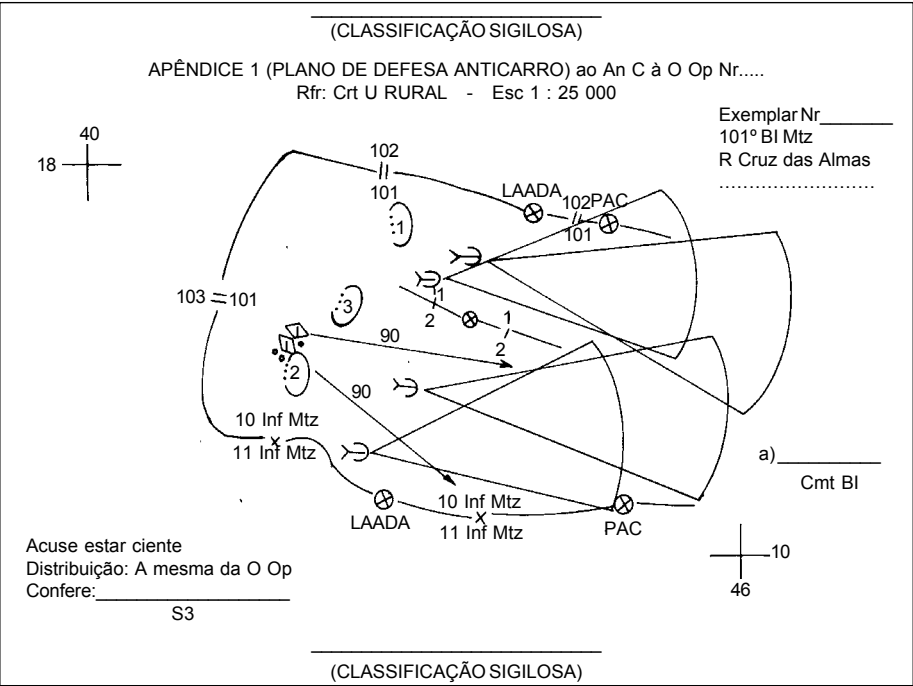 (CLASSIFICAÇÃO SIGILOSA)
APÊNDICE 1 (PLANO DE DEFESA ANTICARRO) ao An C à O Op Nr.....
Rfr: Crt U RURAL - Esc 1 : 25 000
Exemplar Nr________
101º BI Mtz
R Cruz das Almas
..........................
40
18
102
101
LAADA
102
PAC
101
1
1
2
103
101
3
1
2
90
2
90
10 Inf Mtz
11 Inf Mtz
a)____________
Cmt BI
10 Inf Mtz
LAADA
11 Inf Mtz
PAC
10
46
Acuse estar ciente
Distribuição: A mesma da O Op
Confere:______________________
S3
(CLASSIFICAÇÃO SIGILOSA)